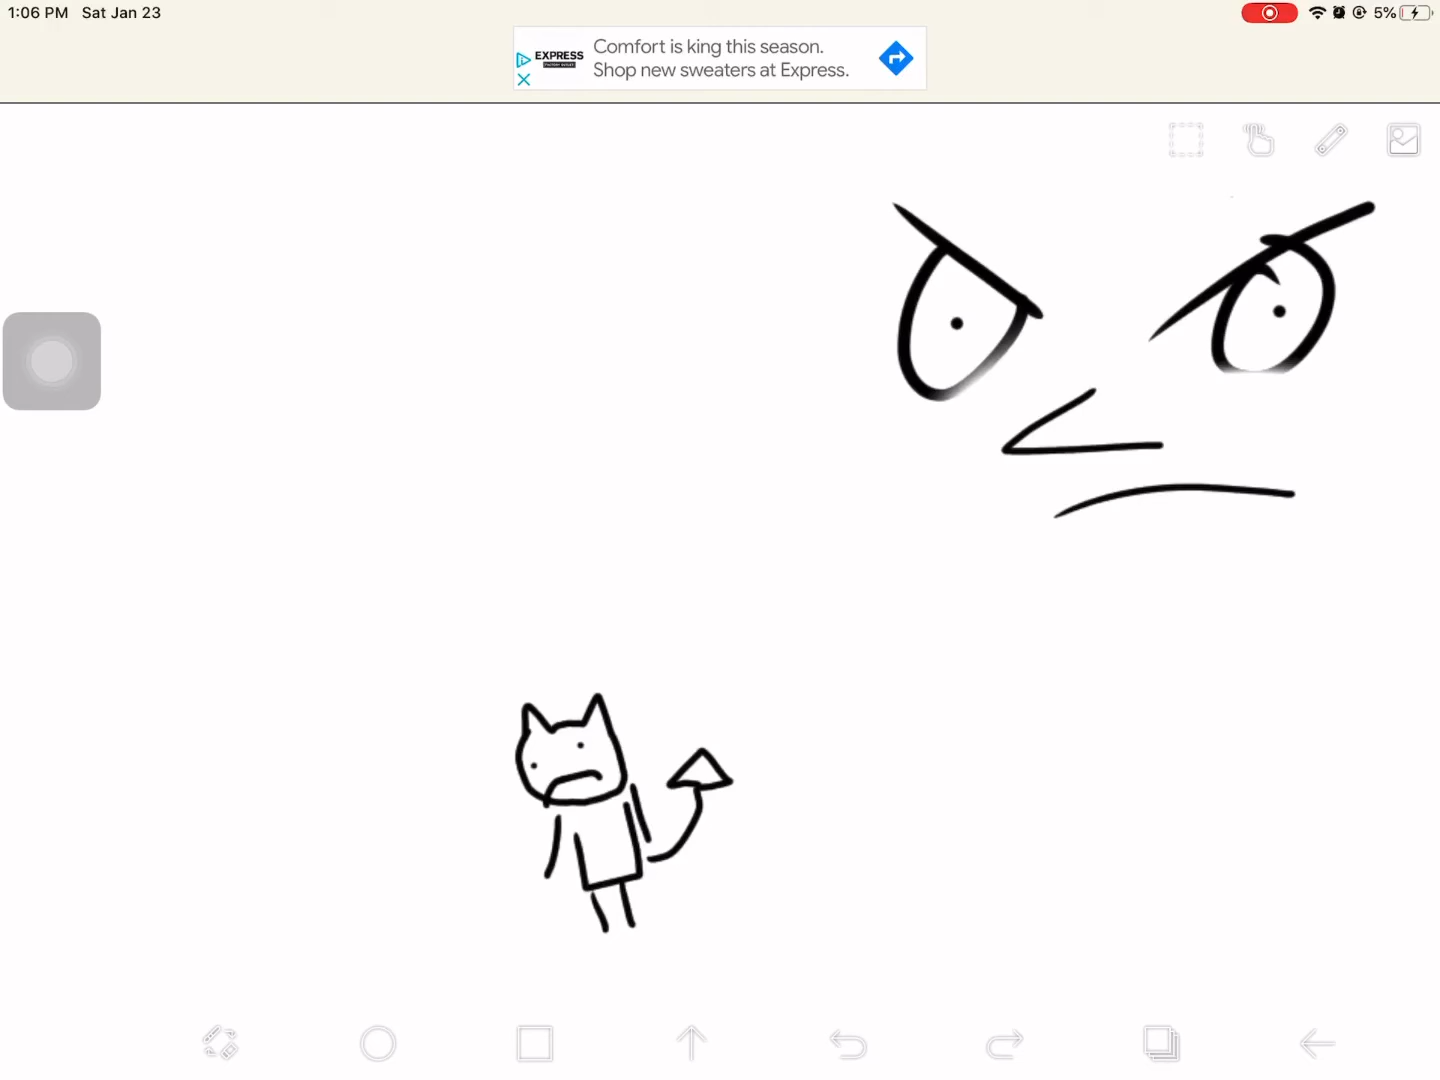 1:06 PM Sat Jan 23
5%
EXPRESS
Comfort is king this season.
Shop new sweaters at Express.